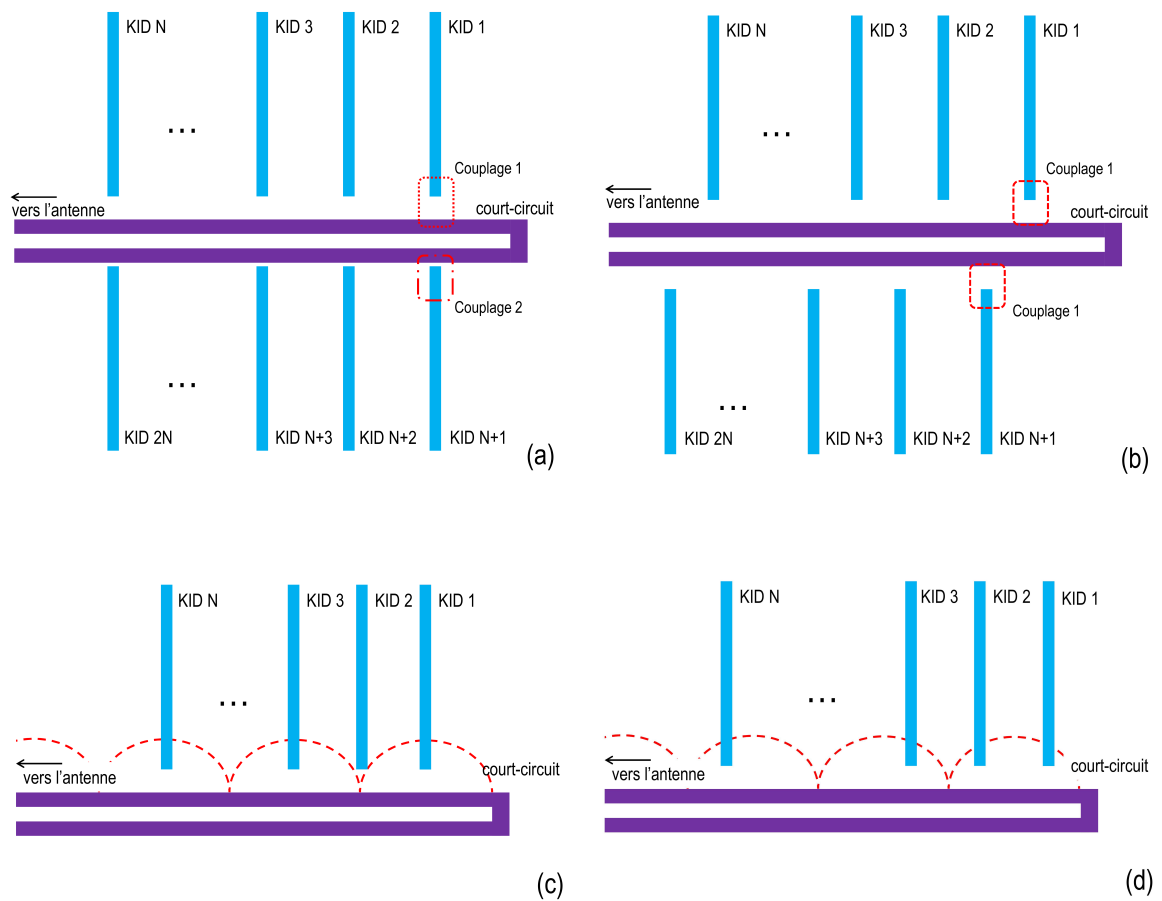 KID N
KID 3
KID 2
KID 1
...
Couplage 1
vers l'antenne
court-circuit
Couplage 2
...
KID 2N
KID N+3
KID N+2
KID N+1
(a)
KID N
KID 3
KID 2
KID 1
...
Couplage 1
vers l'antenne
court-circuit
Couplage 1
...
KID 2N
KID N+3
KID N+2
KID N+1
(b)
KID N
KID 3
KID 2
KID 1
...
vers l'antenne
court-circuit
(c)
KID N
KID 3
KID 2
KID 1
...
vers l'antenne
court-circuit
(d)